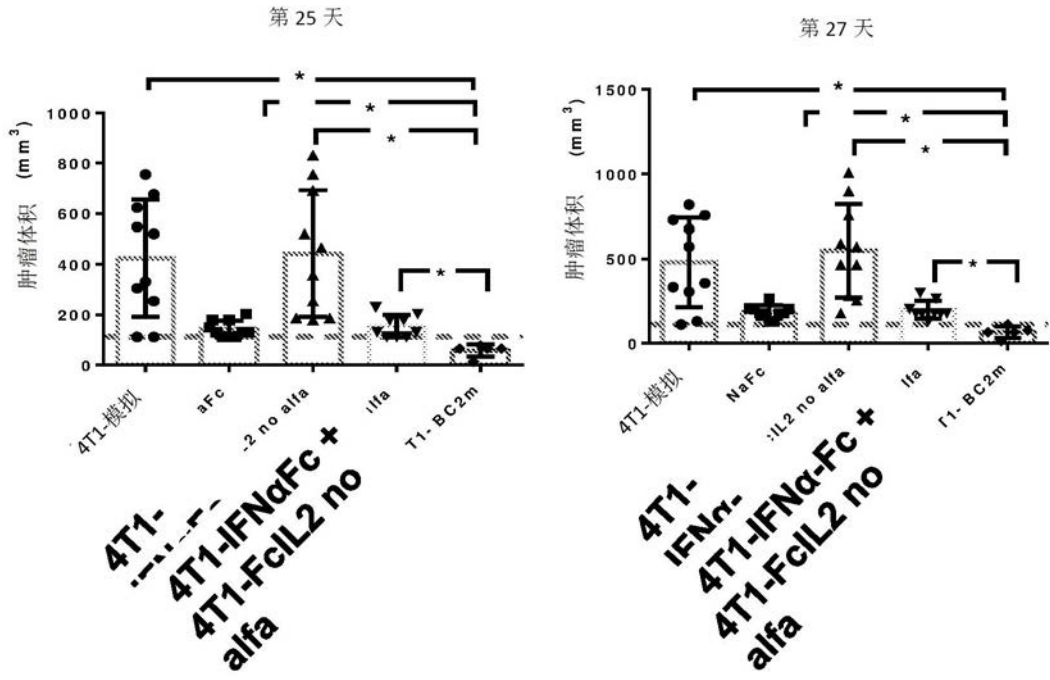 第 25 天
*
*
*
*
肿瘤体积 (mm³)
1000
800
600
400
200
0
4T1-模拟
aFc
L2 no alfa
lfa
T1- BC2m
4T1-
4T1-IFNαFc +
4T1-FcIL2 no
alfa
第 27 天
*
*
*
*
肿瘤体积 (mm³)
1500
1000
500
0
4T1-模拟
NaFc
cIL2 no alfa
lfa
T1- BC2m
4T1-
IFNα-
4T1-IFNα-Fc +
4T1-FcIL2 no
alfa